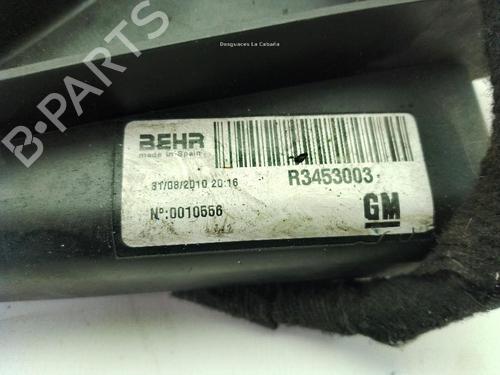 Desguaces La Cabaña
B-PARTS
BEHR
made in Spain
31/08/2010 20:16
R3453003
Nº:0010556
GM